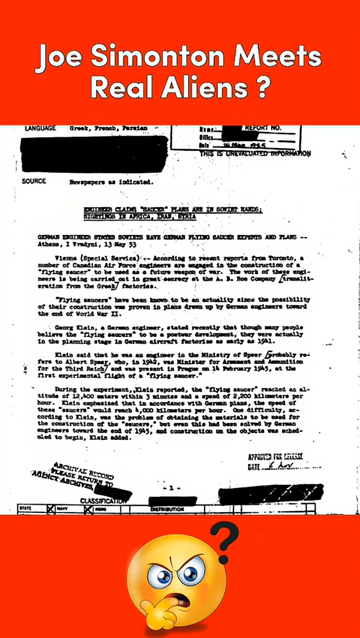 Joe Simonton Meets
Real Aliens ?
LANGUAGE Greek, French, Persian
REPORT NO.
THIS IS UNEVALUATED INFORMATION
SOURCE Newspapers as indicated.
ENGINEER CLAIMS "SAUCER" PLANS ARE IN SOVIET HANDS;
SIGHTINGS IN AFRICA, IRAN, SYRIA
GERMAN ENGINEER STATES SOVIETS HAVE GERMAN FLYING SAUCER EXPERTS AND PLANS --
Athens, I Vradyni, 13 May 53
Vienna (Special Service) -- According to recent reports from Toronto, a
number of Canadian Air Force engineers are engaged in the construction of a
"flying saucer" to be used as a future weapon of war. The work of these engi-
neers is being carried out in great secrecy at the A. B. Roe Company /translit-
eration from the Greek/ factories.
"Flying saucers" have been known to be an actuality since the possibility
of their construction was proven in plans drawn up by German engineers toward
the end of World War II.
Georg Klein, a German engineer, stated recently that though many people
believe the "flying saucers" to be a postwar development, they were actually
in the planning stage in German aircraft factories as early as 1941.
Klein said that he was an engineer in the Ministry of Speer /probably re-
fers to Albert Speer, who, in 1942, was Minister for Armament and Ammunition
for the Third Reich/ and was present in Prague on 14 February 1945, at the
first experimental flight of a "flying saucer."
During the experiment, Klein reported, the "flying saucer" reached an al-
titude of 12,400 meters within 3 minutes and a speed of 2,200 kilometers per
hour. Klein emphasized that in accordance with German plans, the speed of
these "saucers" would reach 4,000 kilometers per hour. One difficulty, ac-
cording to Klein, was the problem of obtaining the materials to be used for
the construction of the "saucers," but even this had been solved by German
engineers toward the end of 1945, and construction on the objects was sched-
uled to begin, Klein added.
APPROVED FOR RELEASE
DATE
ARCHIVAL RECORD
PLEASE RETURN TO
AGENCY ARCHIVES,
- 1 -
CLASSIFICATION
STATE NAVY NSRB DISTRIBUTION